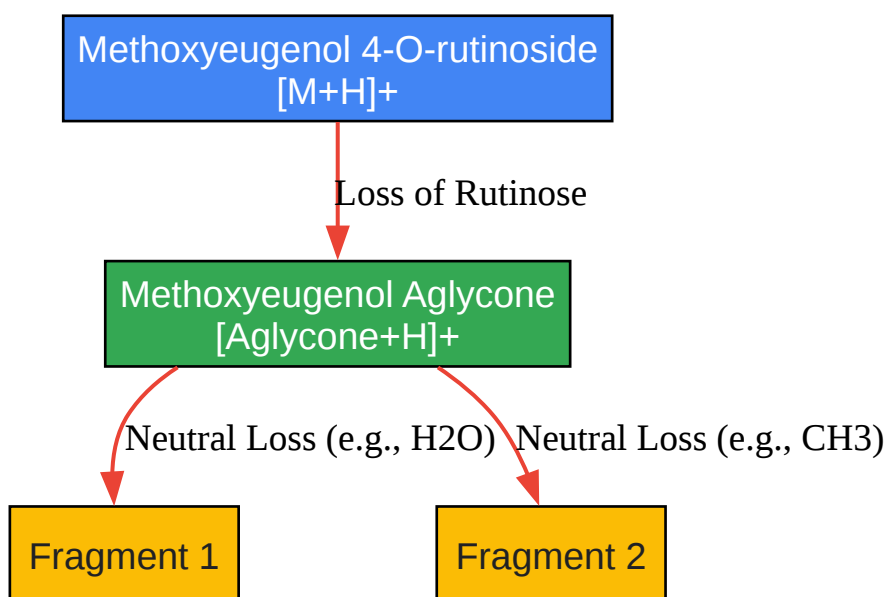 Methoxyeugenol 4-O-rutinoside
[M+H]+
Loss of Rutinose
Methoxyeugenol Aglycone
[Aglycone+H]+
Neutral Loss (e.g., H2O)
Neutral Loss (e.g., CH3)
Fragment 1
Fragment 2